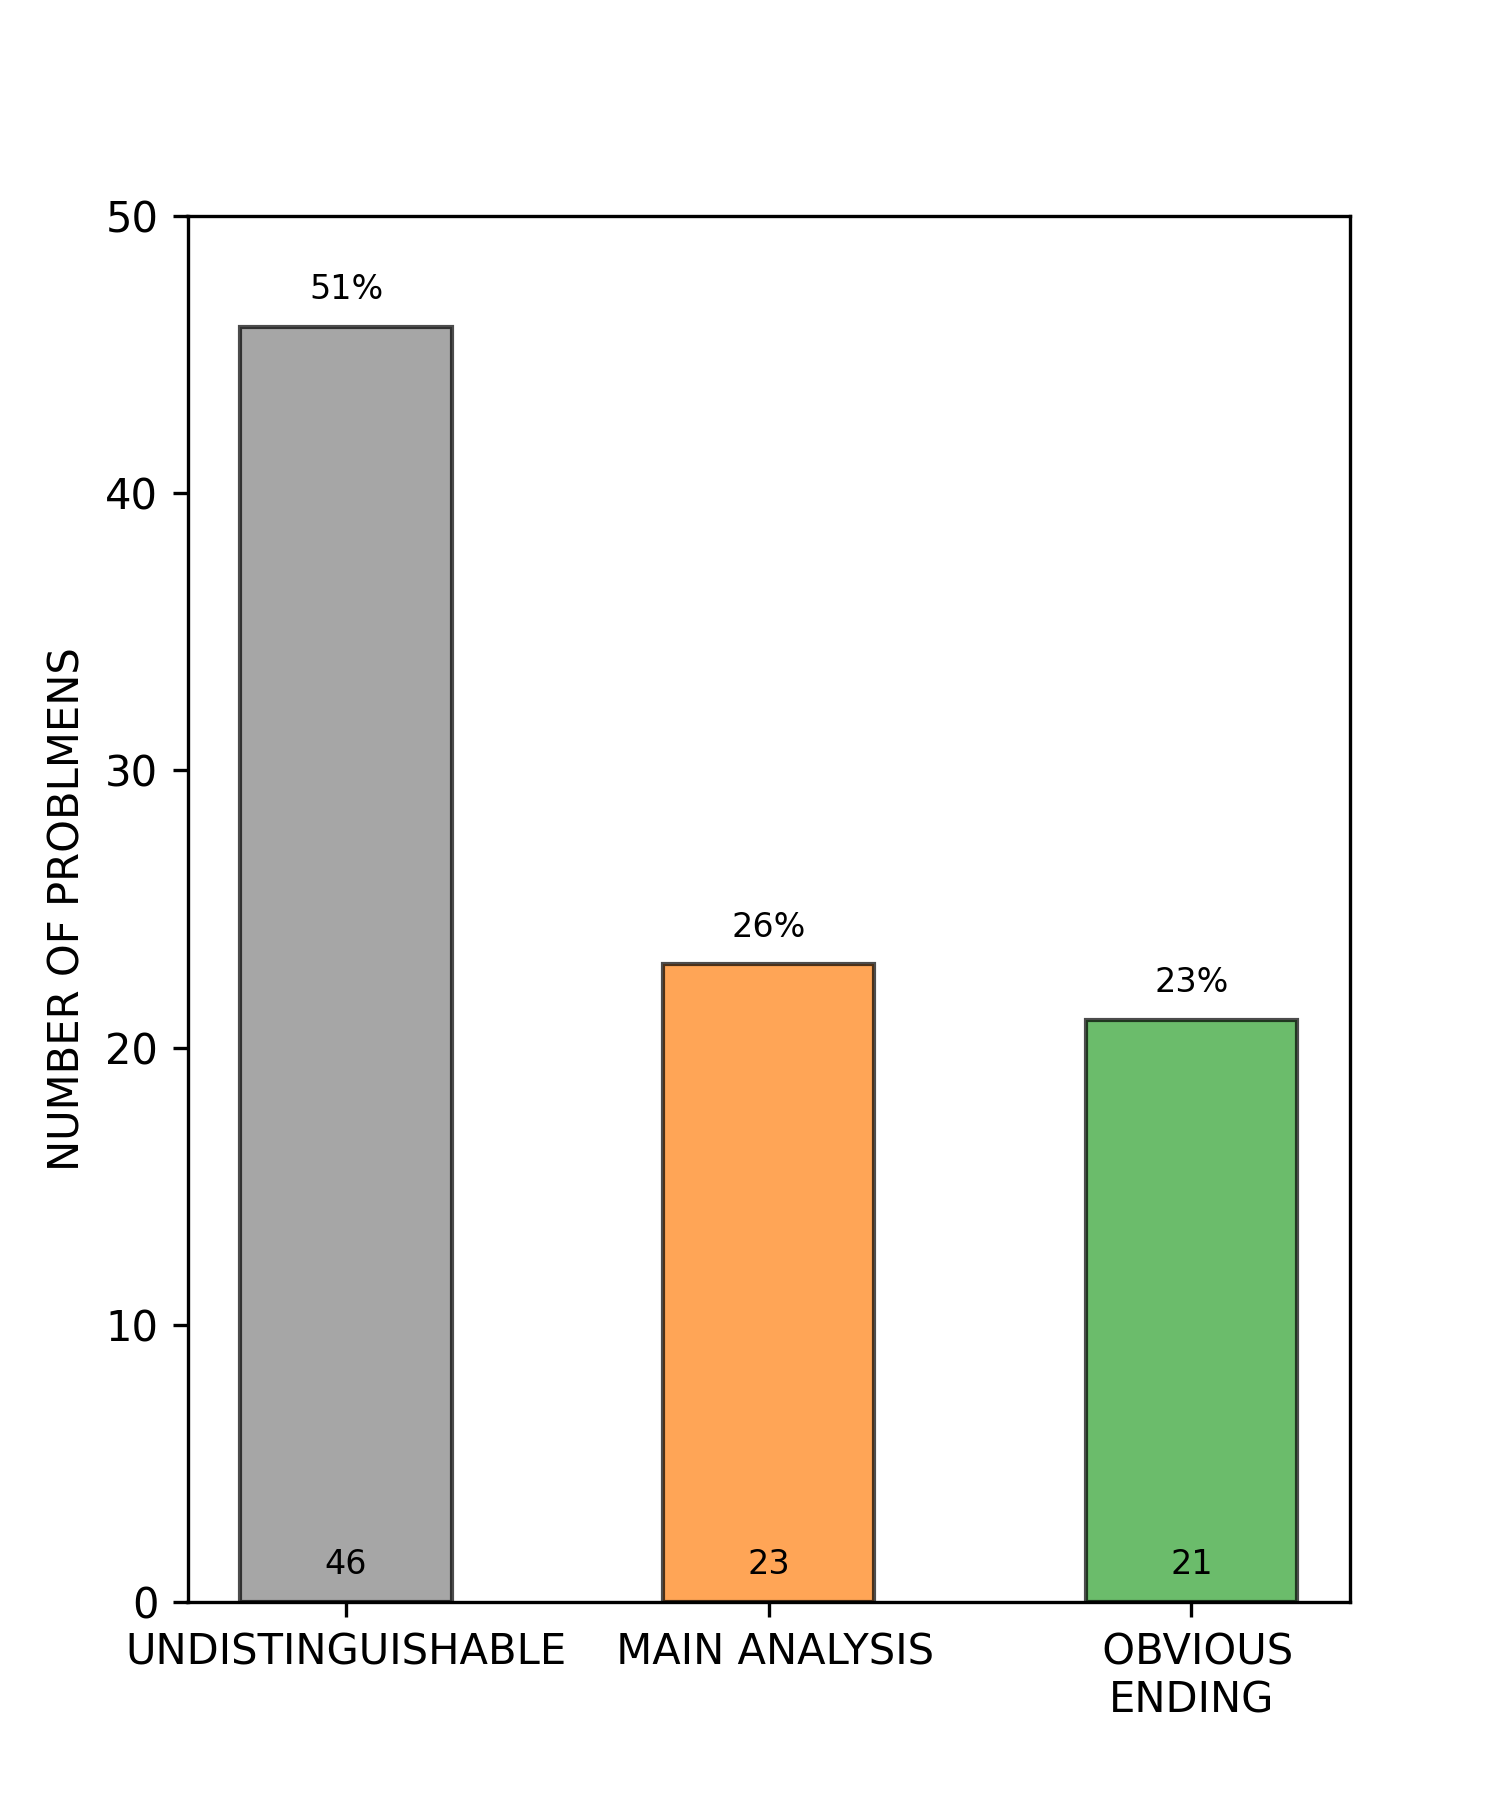 50
51%
40
30
26%
23%
20
10
46
23
21
0
NUMBER OF PROBLMENS
UNDISTINGUISHABLE
MAIN ANALYSIS
OBVIOUS
ENDING